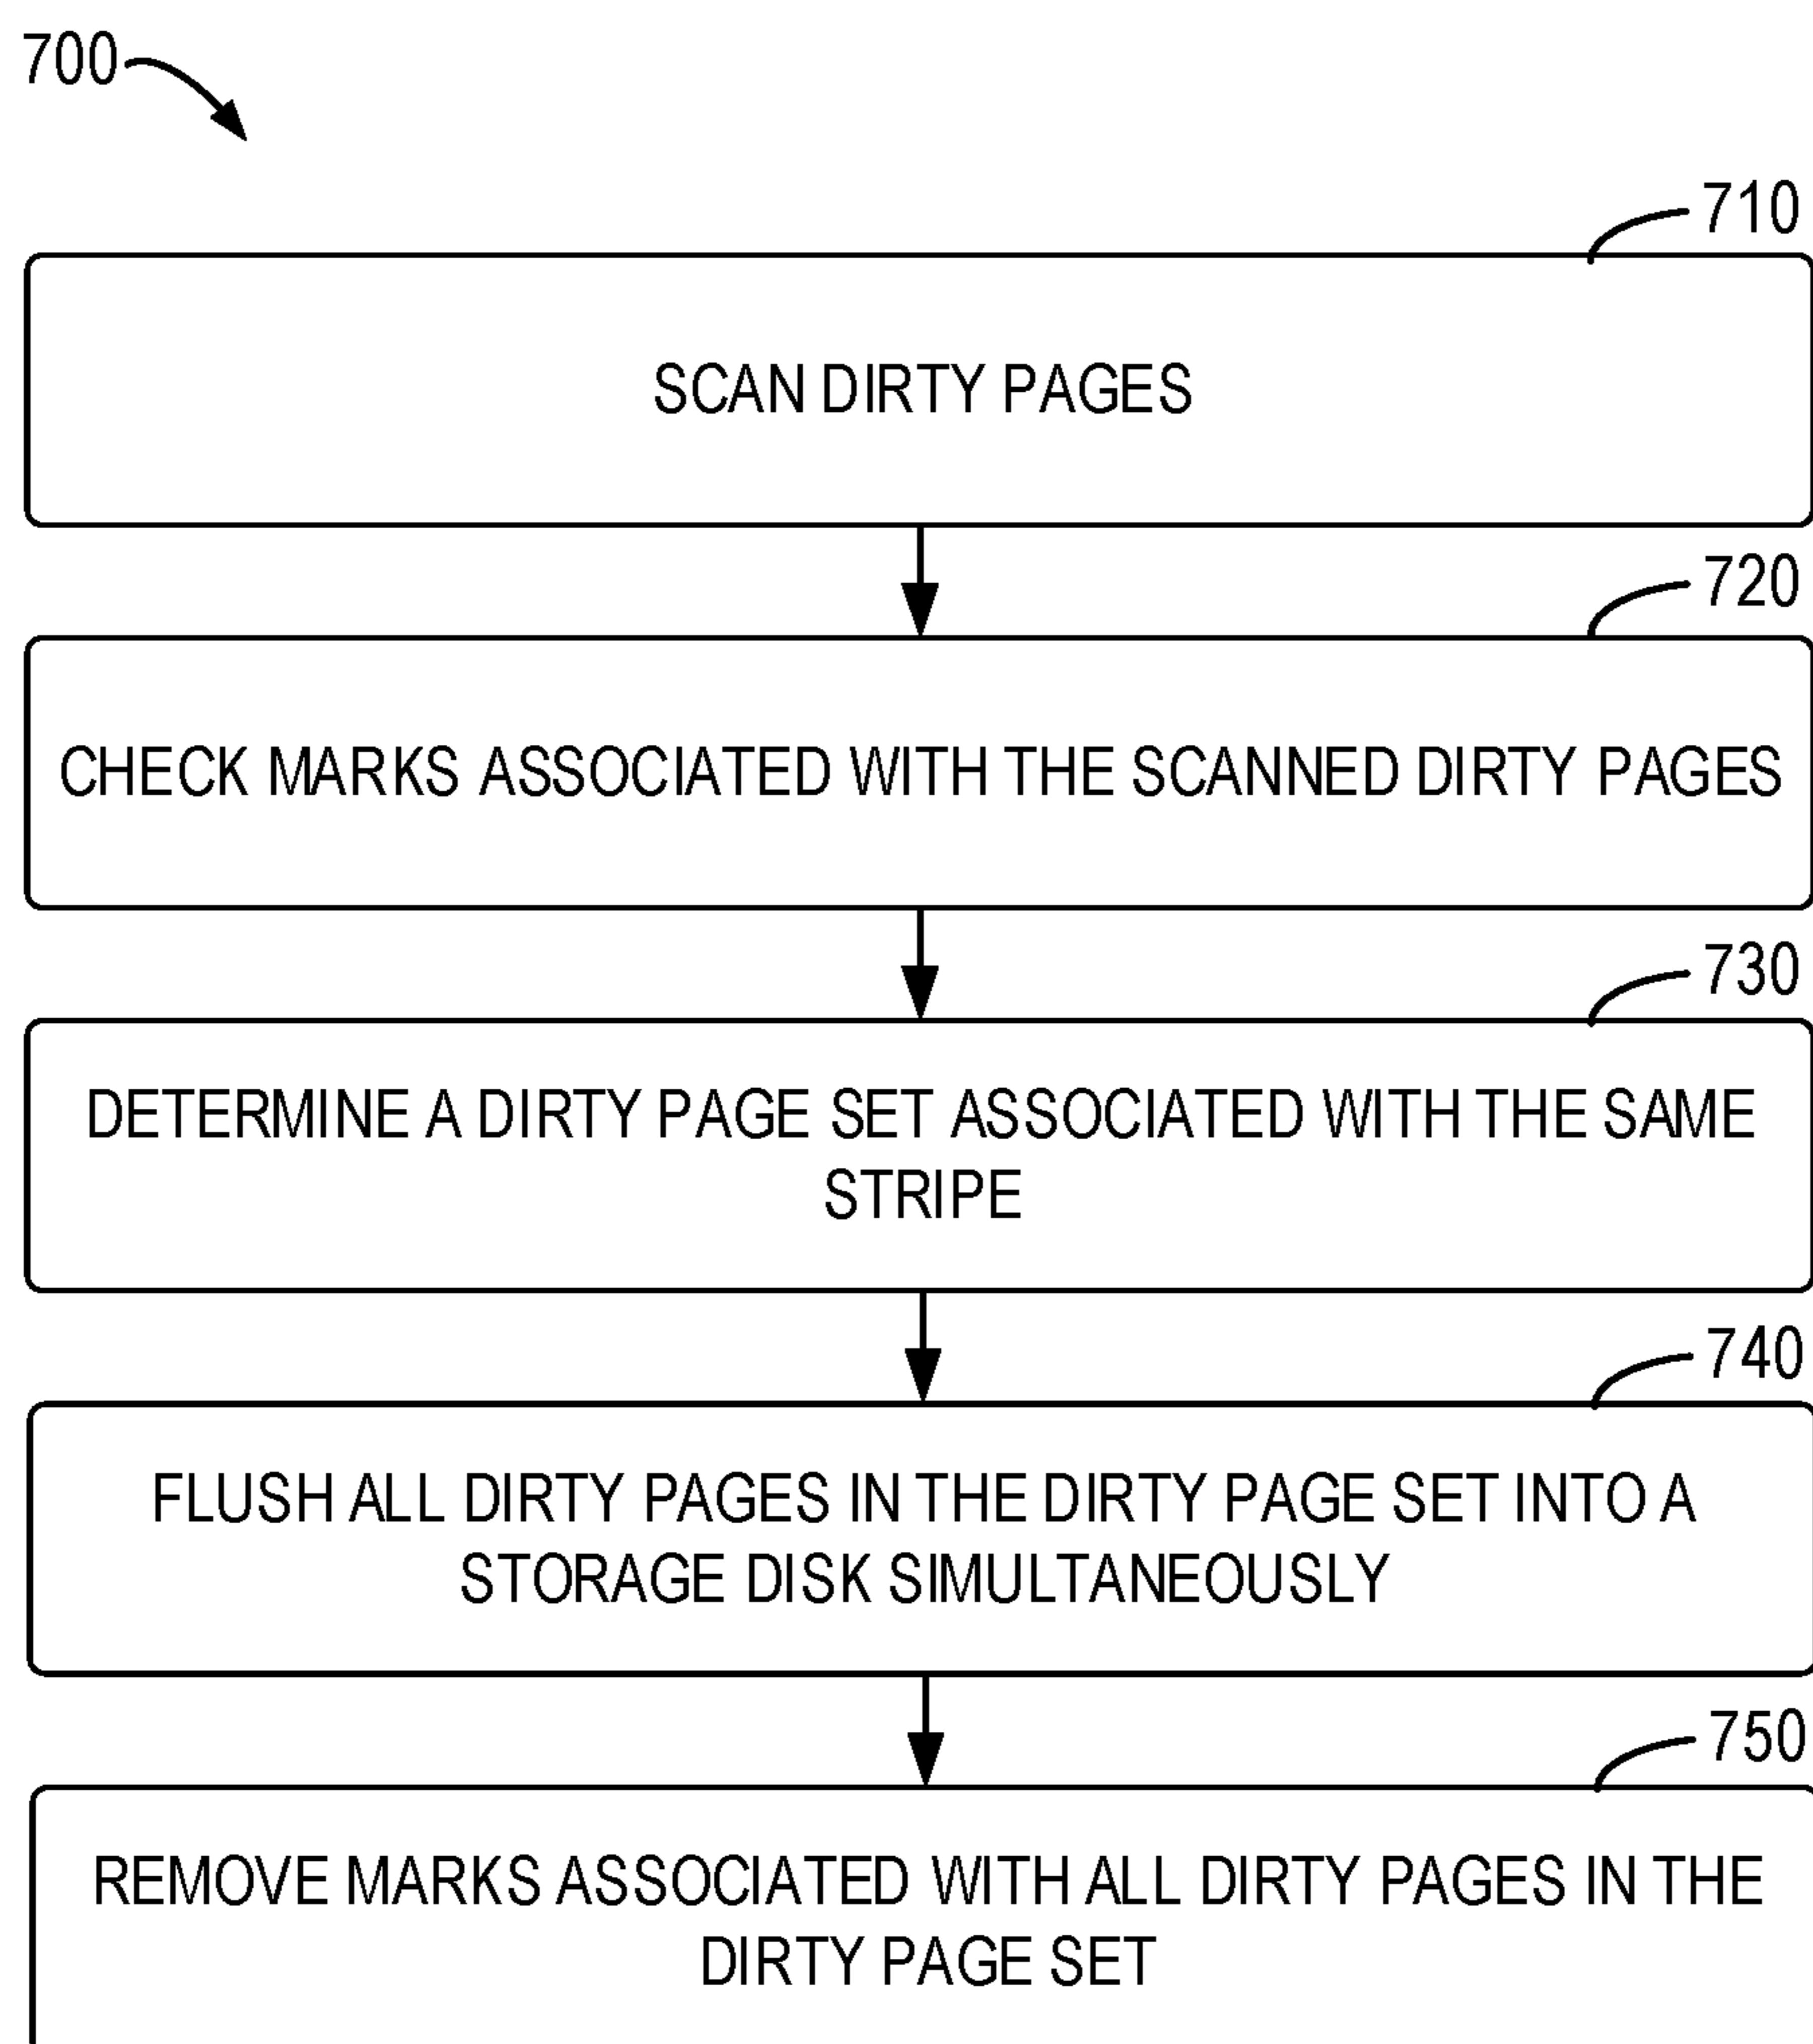 700
710
SCAN DIRTY PAGES
720
CHECK MARKS ASSOCIATED WITH THE SCANNED DIRTY PAGES
730
DETERMINE A DIRTY PAGE SET ASSOCIATED WITH THE SAME
STRIPE
740
FLUSH ALL DIRTY PAGES IN THE DIRTY PAGE SET INTO A
STORAGE DISK SIMULTANEOUSLY
750
REMOVE MARKS ASSOCIATED WITH ALL DIRTY PAGES IN THE
DIRTY PAGE SET